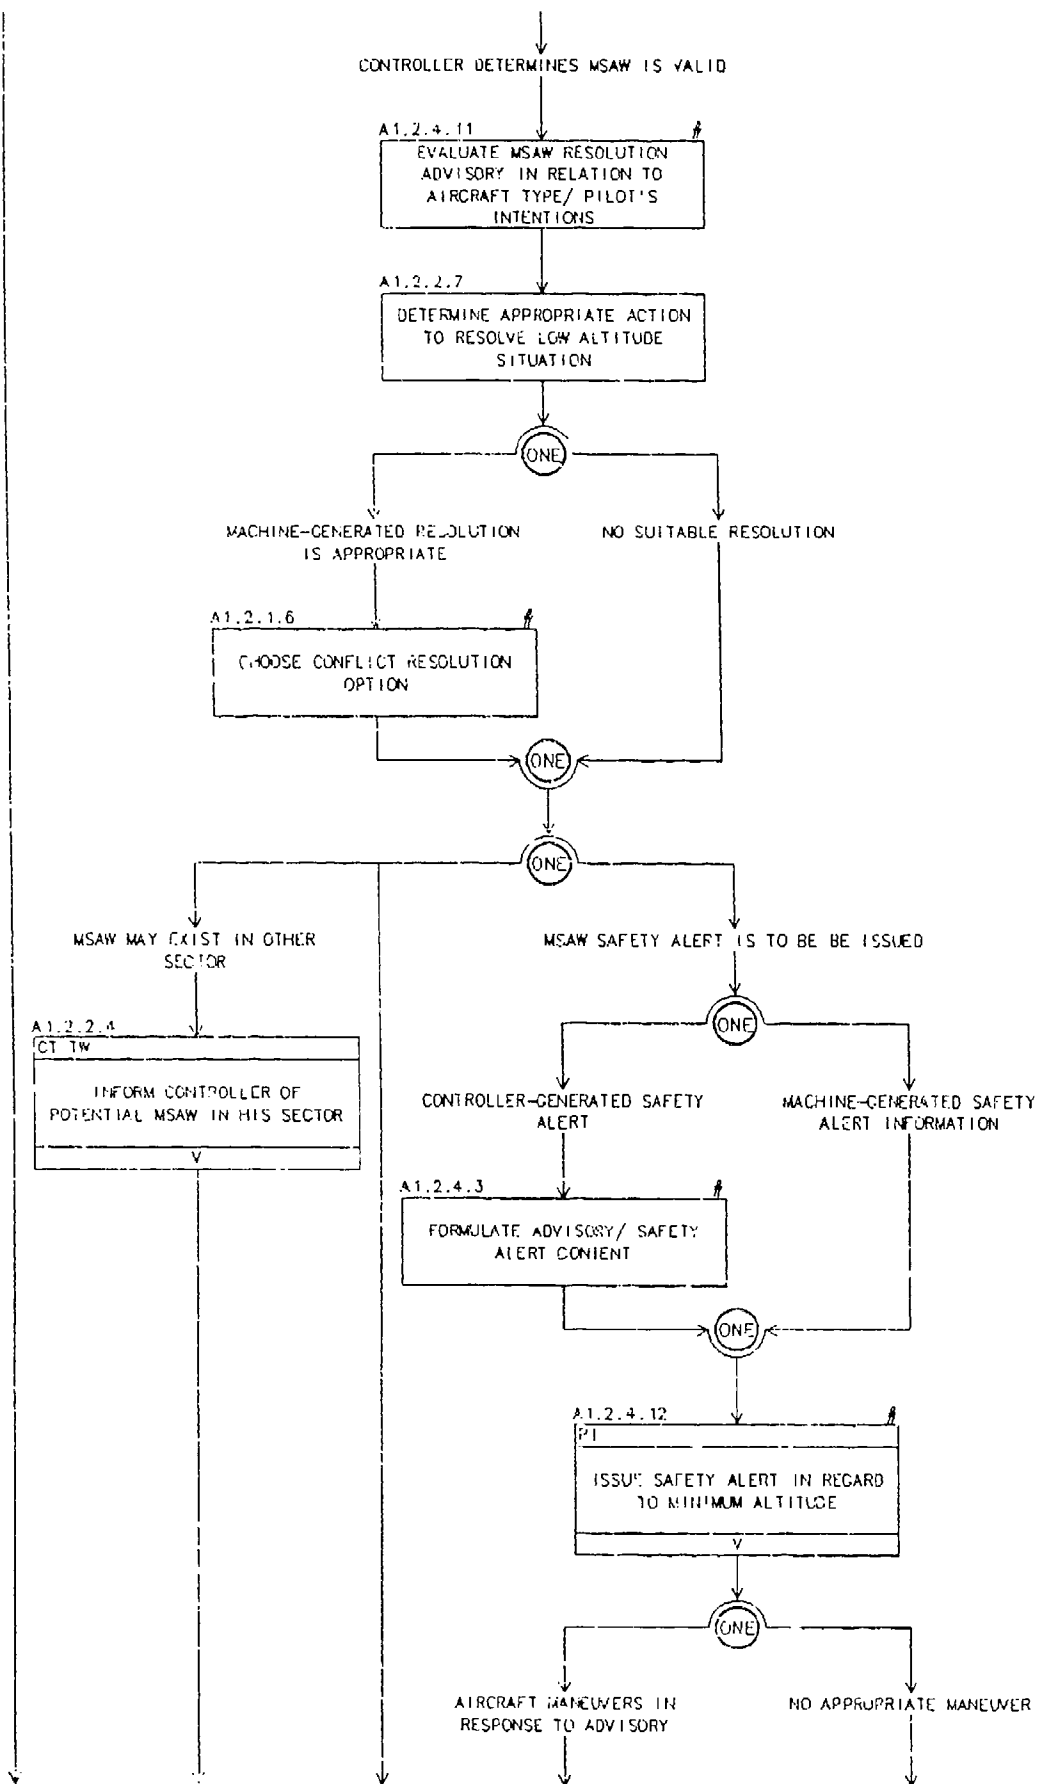 CONTROLLER DETERMINES MSAW IS VALID
A1.2.4.11
EVALUATE MSAW RESOLUTION
ADVISORY IN RELATION TO
AIRCRAFT TYPE/ PILOT'S
INTENTIONS
A1.2.2.7
DETERMINE APPROPRIATE ACTION
TO RESOLVE LOW ALTITUDE
SITUATION
ONE
MACHINE-GENERATED RESOLUTION
IS APPROPRIATE
NO SUITABLE RESOLUTION
A1.2.1.6
CHOOSE CONFLICT RESOLUTION
OPTION
ONE
ONE
MSAW MAY EXIST IN OTHER
SECTOR
MSAW SAFETY ALERT IS TO BE BE ISSUED
A1.2.2.4
CT TW
INFORM CONTROLLER OF
POTENTIAL MSAW IN HIS SECTOR
V
ONE
CONTROLLER-GENERATED SAFETY
ALERT
MACHINE-GENERATED SAFETY
ALERT INFORMATION
A1.2.4.3
FORMULATE ADVISORY/ SAFETY
ALERT CONTENT
ONE
A1.2.4.12
PI
ISSUE SAFETY ALERT IN REGARD
TO MINIMUM ALTITUDE
V
ONE
AIRCRAFT MANEUVERS IN
RESPONSE TO ADVISORY
NO APPROPRIATE MANEUVER